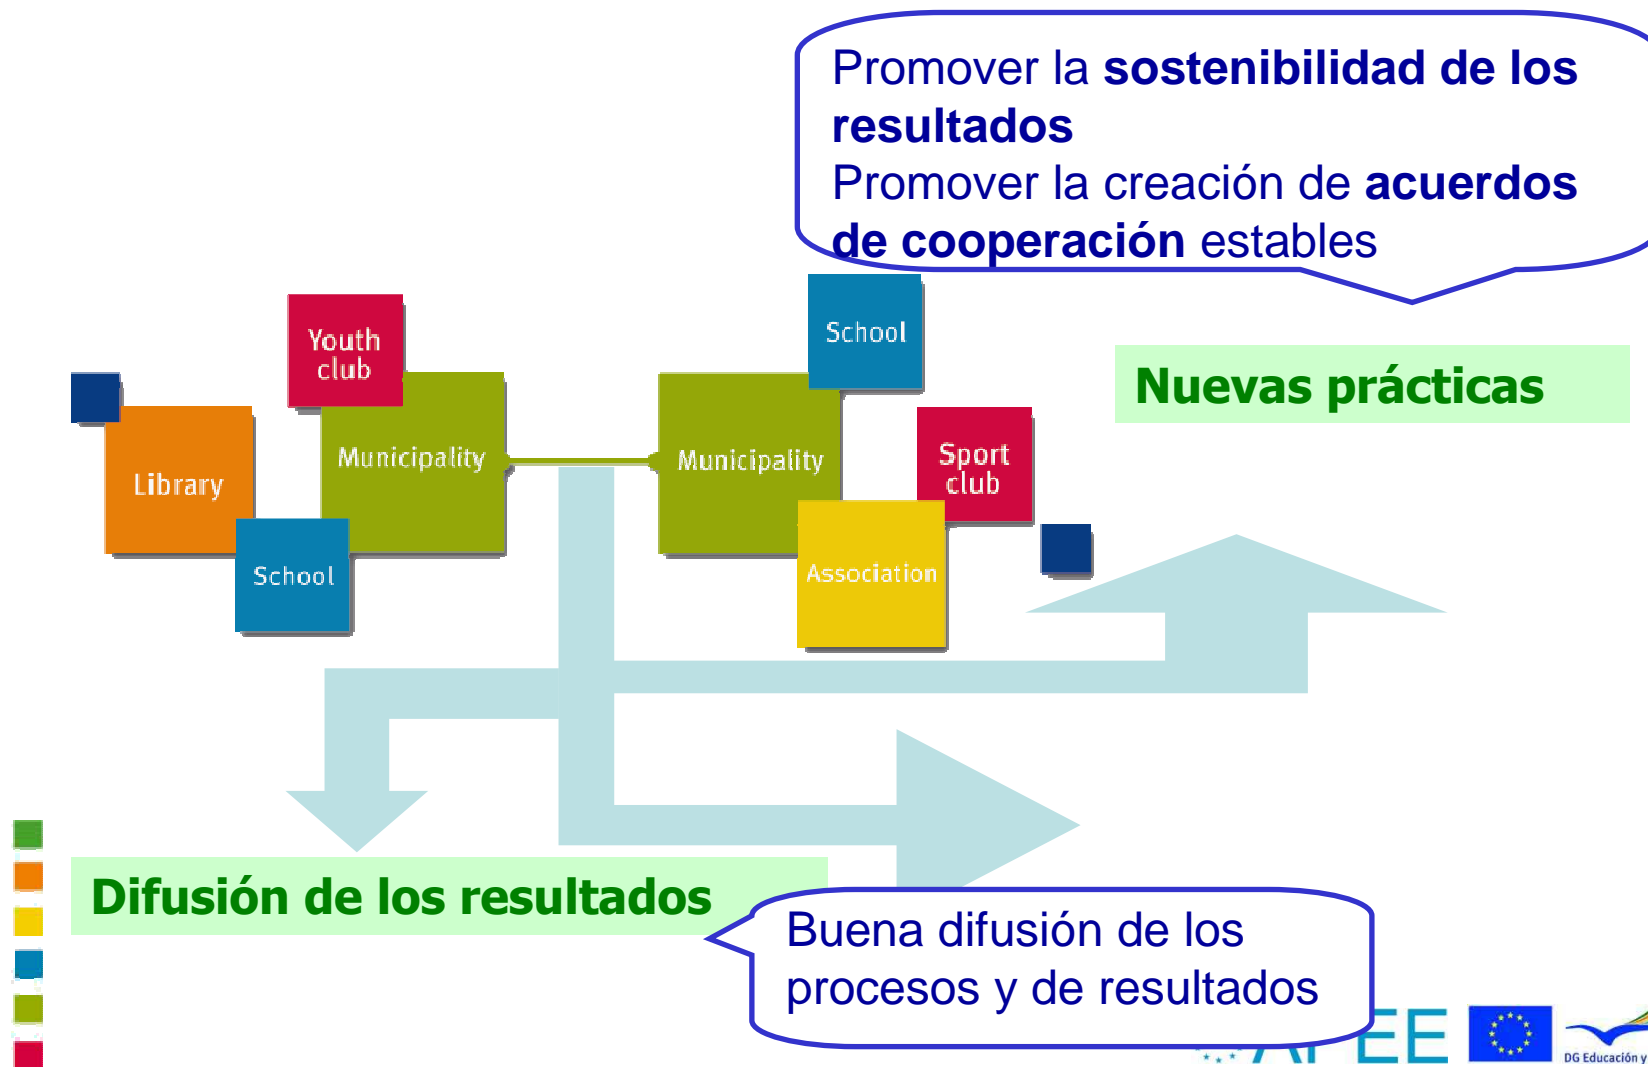 Promover la sostenibilidad de los
resultados
Promover la creación de acuerdos
de cooperación estables
Youth
club
School
Nuevas prácticas
Library
Municipality
Municipality
Sport
club
School
Association
Difusión de los resultados
Buena difusión de los
procesos y de resultados
DG Educación y